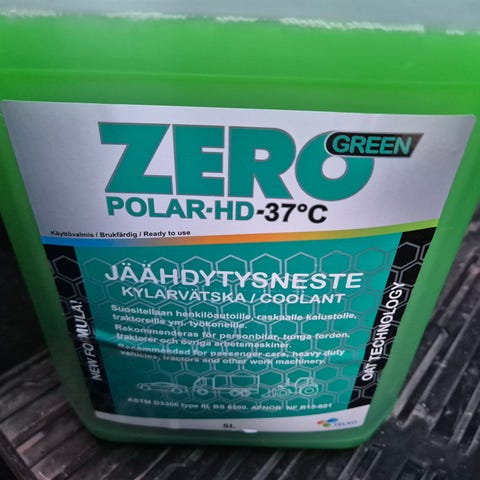 ZERO
GREEN
POLAR-HD-37°C
Käyttövalmis / Brukfärdig / Ready to use
JÄÄHDYTYSNESTE
KYLARVÄTSKA / COOLANT
Suositellaan henkilöautoille, raskaalle kalustolle,
traktoreille ym. työkoneille.
Rekommenderas för personbilar, tunga fordon,
traktorer och övriga arbetsmaskiner.
Recommended for passenger cars, heavy duty
vehicles, tractors and other work machinery.
NEW FORMULA!
OAT TECHNOLOGY
ASTM D3306 type III, BS 6580, AFNOR NF R15-601
5L
TELKO